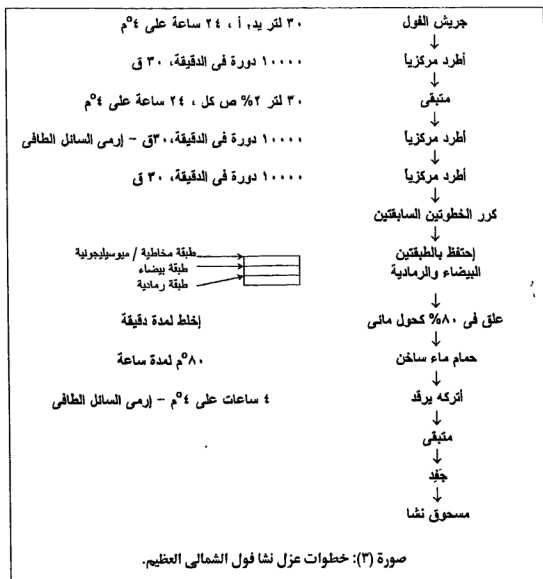 جريش الفول ٣٠ لتر يد، أ ، ٢٤ ساعة على ٤°م
↓
أطرد مركزياً ١٠٠٠٠ دورة فى الدقيقة، ٣٠ ق
↓
متبقى ٣٠ لتر ٢% ص كل ، ٢٤ ساعة على ٤°م
↓
أطرد مركزياً ١٠٠٠٠ دورة فى الدقيقة،٣٠ق – إرمى السائل الطافى
↓
أطرد مركزياً ١٠٠٠٠ دورة فى الدقيقة، ٣٠ ق
↓
كرر الخطوتين السابقتين
↓
إحتفظ بالطبقتين
البيضاء والرمادية
طبقة مخاطية / ميوسيليجونية
طبقة بيضاء
طبقة رمادية
↓
علق فى ٨٠% كحول مائى إخلط لمدة دقيقة
↓
حمام ماء ساخن ٨٠°م لمدة ساعة
↓
أتركه يرقد ٤ ساعات على ٤°م – إرمى السائل الطافى
↓
متبقى
↓
جَفِد
↓
مسحوق نشا
صورة (٣): خطوات عزل نشا فول الشمالى العظيم.